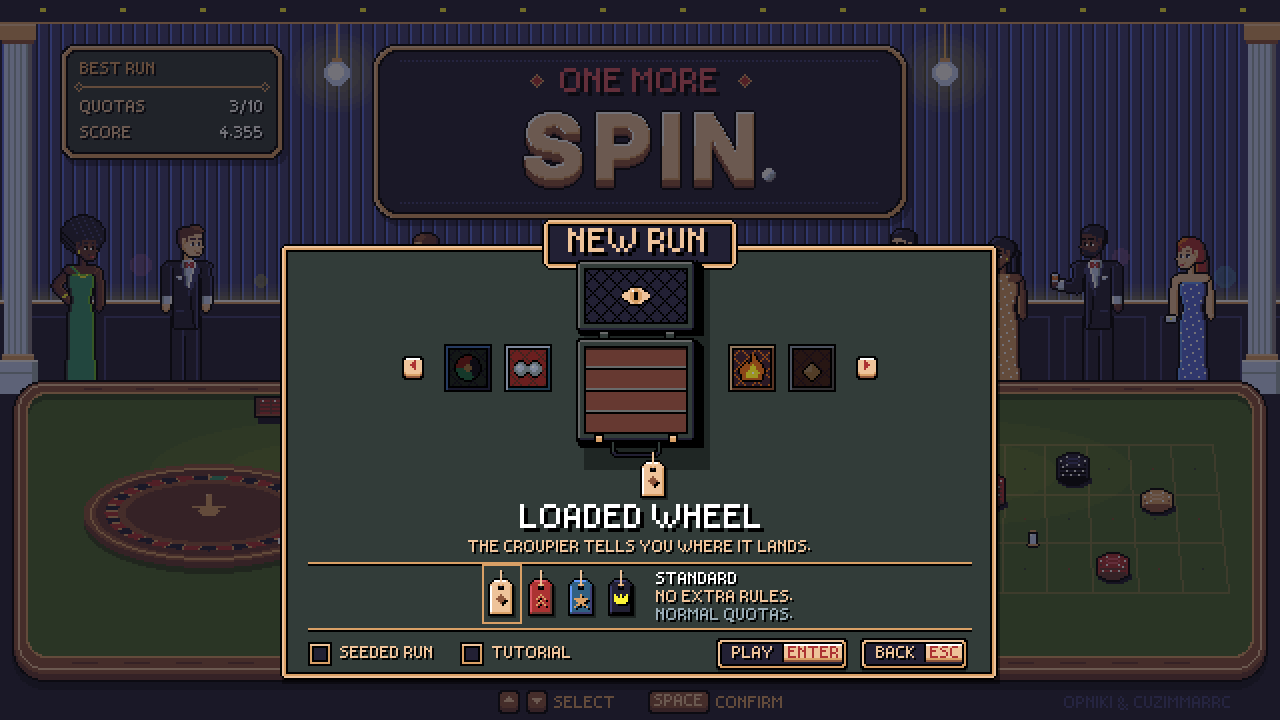 BEST RUN
QUOTAS 3/10
SCORE 4.355
ONE MORE
SPIN.
NEW RUN
LOADED WHEEL
THE CROUPIER TELLS YOU WHERE IT LANDS.
STANDARD
NO EXTRA RULES.
NORMAL QUOTAS.
SEEDED RUN
TUTORIAL
PLAY ENTER
BACK ESC
SELECT
SPACE CONFIRM
OPNIKI & CUZIMMARRC